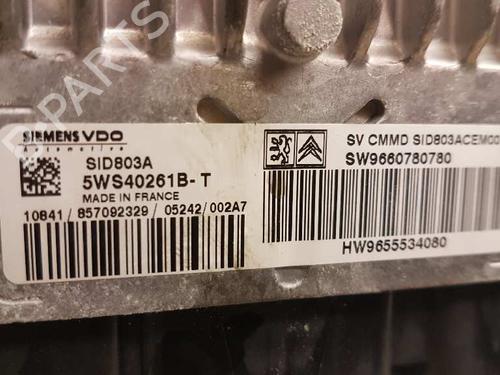 B-PARTS
SIEMENS VDO
Automotive
SID803A
5WS40261B-T
MADE IN FRANCE
10841/857092329/05242/002A7
SV CMMD SID803ACEM00
SW9660780780
HW9655534080